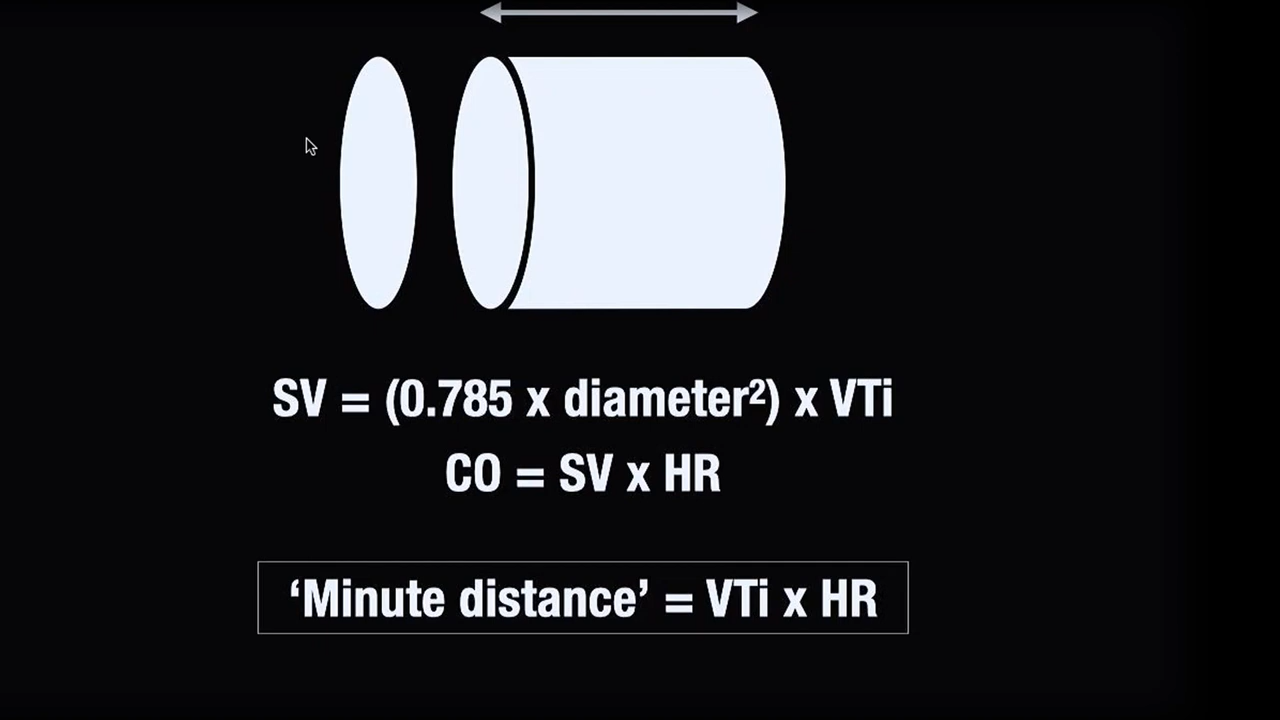 SV = (0.785 x diameter²) x VTi
CO = SV x HR
‘Minute distance’ = VTi x HR